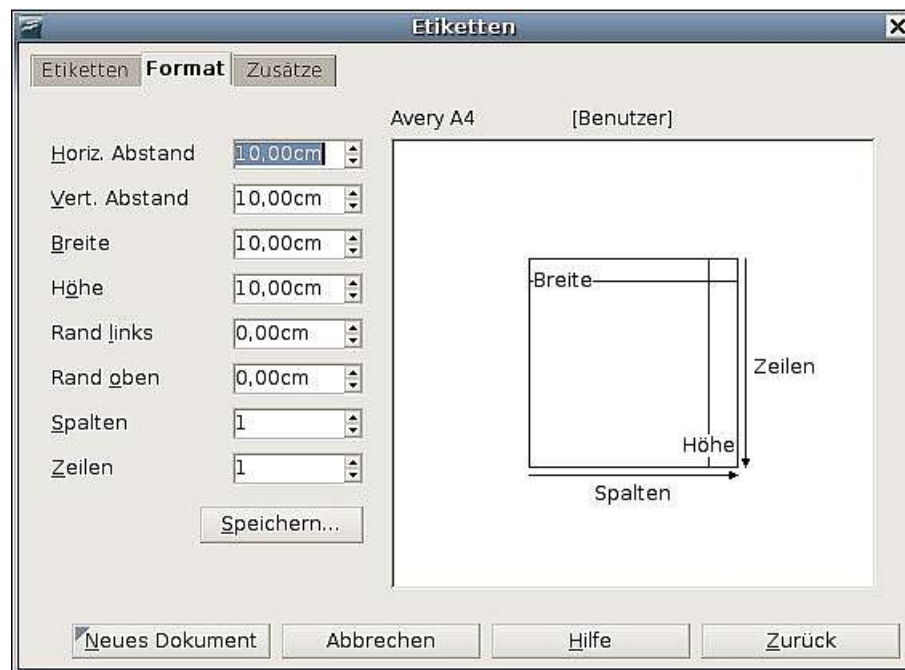 Etiketten
Etiketten Format Zusätze
Avery A4 [Benutzer]
Horiz. Abstand 10,00cm
Vert. Abstand 10,00cm
Breite 10,00cm
Höhe 10,00cm
Rand links 0,00cm
Rand oben 0,00cm
Spalten 1
Zeilen 1
Speichern...
Breite
Zeilen
Höhe
Spalten
Neues Dokument Abbrechen Hilfe Zurück